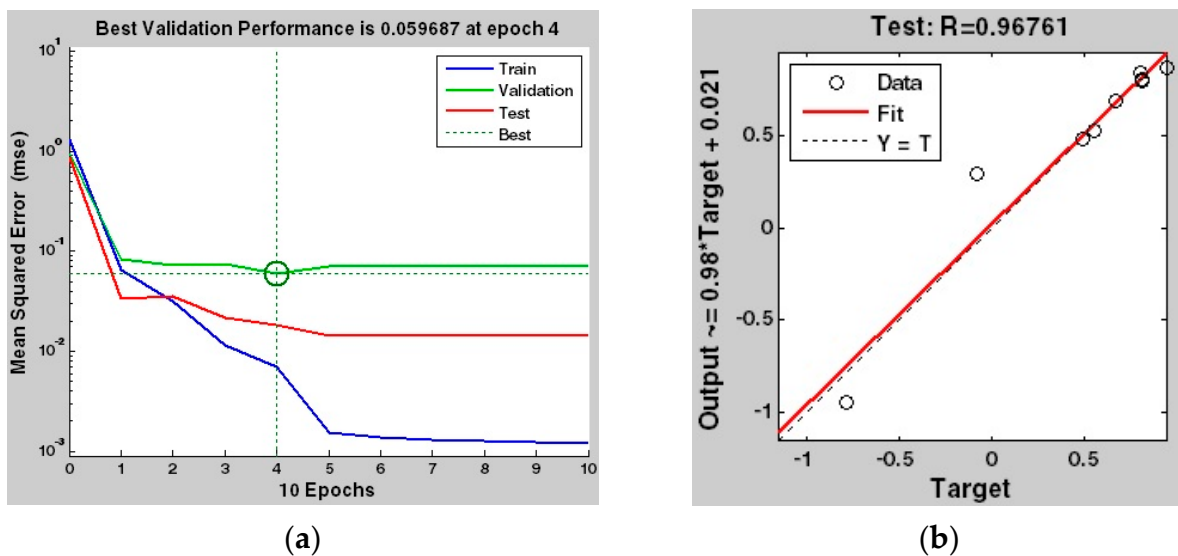 Best Validation Performance is 0.059687 at epoch 4
Mean Squared Error (mse)
10^1
10^0
10^-1
10^-2
10^-3
Train
Validation
Test
Best
0 1 2 3 4 5 6 7 8 9 10
10 Epochs
(a)
Test: R=0.96761
Output ~= 0.98*Target + 0.021
Data
Fit
Y = T
0.5
0
-0.5
-1
-1 -0.5 0 0.5
Target
(b)